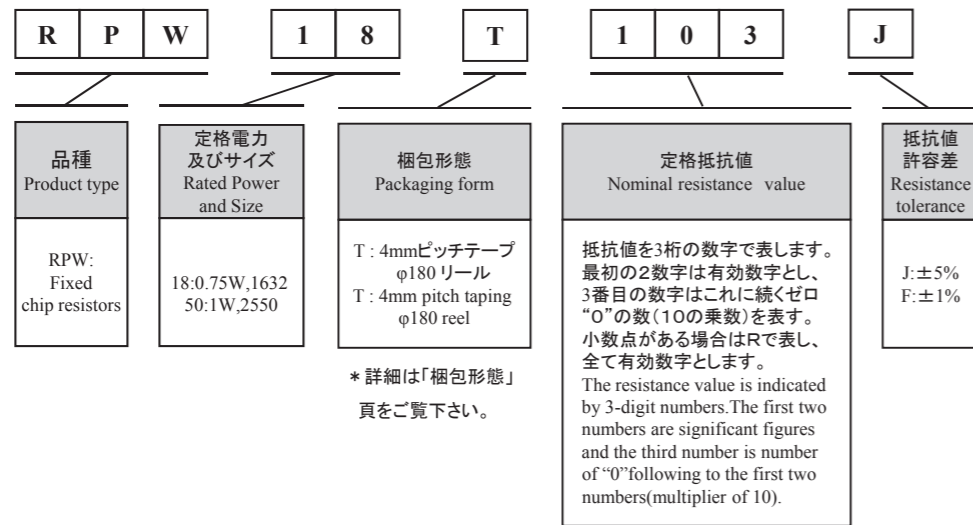 R P W 1 8 T 1 0 3 J
品種
Product type
RPW:
Fixed
chip resistors
定格電力
及びサイズ
Rated Power
and Size
18:0.75W,1632
50:1W,2550
梱包形態
Packaging form
T : 4mmピッチテープ
φ180 リール
T : 4mm pitch taping
φ180 reel
*詳細は「梱包形態」
頁をご覧下さい。
定格抵抗値
Nominal resistance value
抵抗値を3桁の数字で表します。
最初の2数字は有効数字とし、
3番目の数字はこれに続くゼロ
“0”の数(10の乗数)を表す。
小数点がある場合はRで表し、
全て有効数字とします。
The resistance value is indicated
by 3-digit numbers.The first two
numbers are significant figures
and the third number is number
of “0”following to the first two
numbers(multiplier of 10).
抵抗値
許容差
Resistance
tolerance
J:±5%
F:±1%